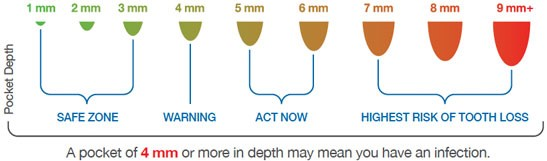 1 mm 2 mm 3 mm 4 mm 5 mm 6 mm 7 mm 8 mm 9 mm+
Pocket Depth
SAFE ZONE WARNING ACT NOW HIGHEST RISK OF TOOTH LOSS
A pocket of 4 mm or more in depth may mean you have an infection.